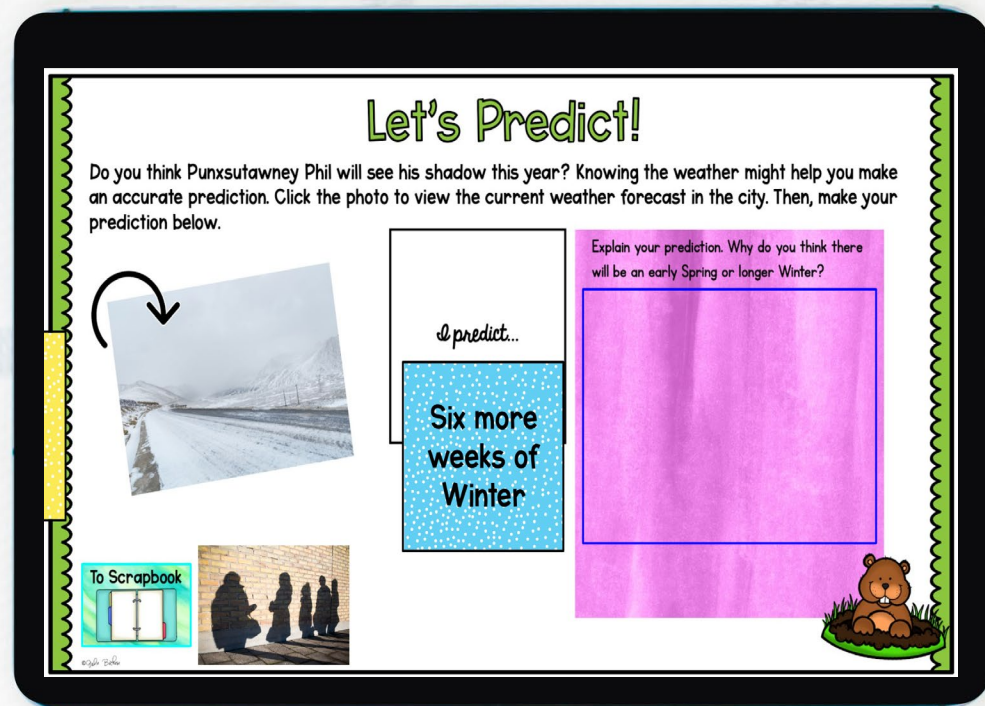 Let's Predict!
Do you think Punxsutawney Phil will see his shadow this year? Knowing the weather might help you make
an accurate prediction. Click the photo to view the current weather forecast in the city. Then, make your
prediction below.
I predict...
Six more
weeks of
Winter
Explain your prediction. Why do you think there
will be an early Spring or longer Winter?
To Scrapbook